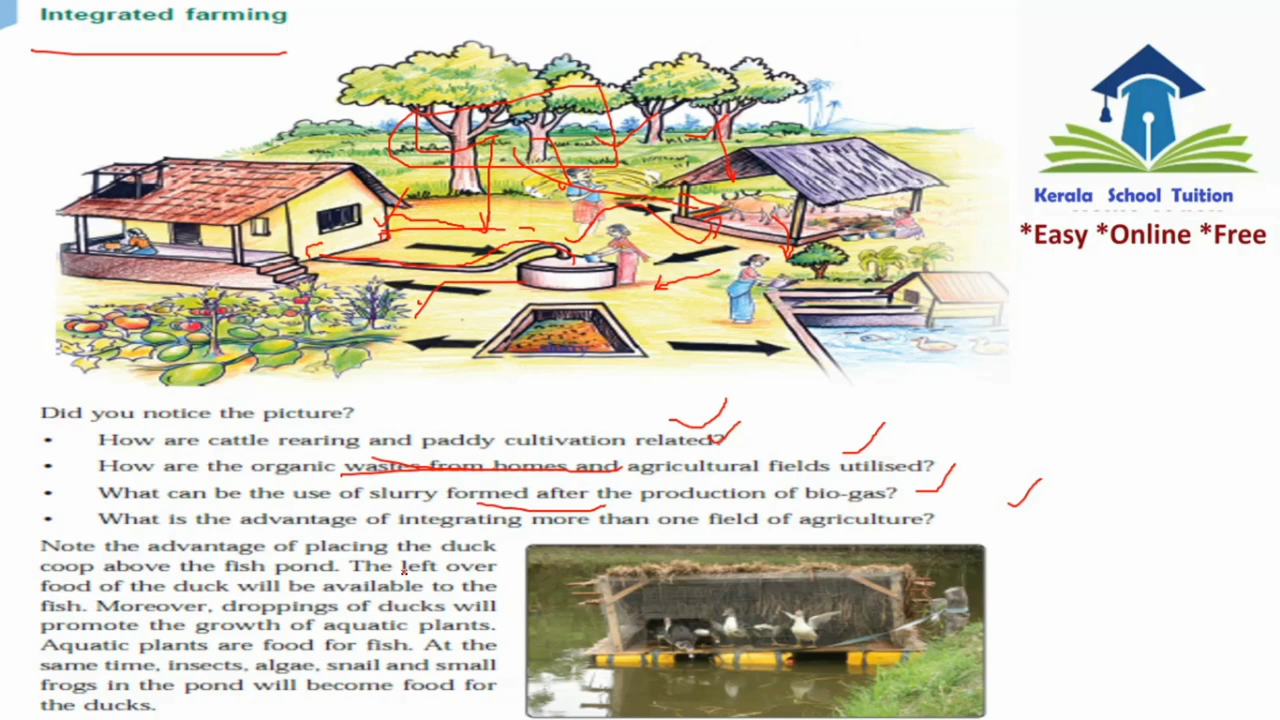 Integrated farming
Kerala School Tuition
*Easy *Online *Free
Did you notice the picture?
• How are cattle rearing and paddy cultivation related?
• How are the organic wastes from homes and agricultural fields utilised?
• What can be the use of slurry formed after the production of bio-gas?
• What is the advantage of integrating more than one field of agriculture?
Note the advantage of placing the duck
coop above the fish pond. The left over
food of the duck will be available to the
fish. Moreover, droppings of ducks will
promote the growth of aquatic plants.
Aquatic plants are food for fish. At the
same time, insects, algae, snail and small
frogs in the pond will become food for
the ducks.